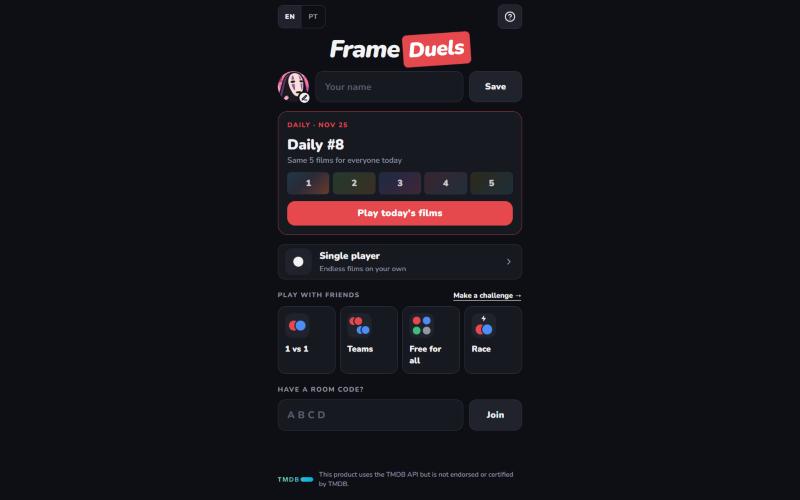 EN PT
Frame Duels
Your name
Save
DAILY · NOV 25
Daily #8
Same 5 films for everyone today
1 2 3 4 5
Play today's films
Single player
Endless films on your own
PLAY WITH FRIENDS
Make a challenge →
1 vs 1
Teams
Free for
all
Race
HAVE A ROOM CODE?
A B C D
Join
TMDB
This product uses the TMDB API but is not endorsed or certified
by TMDB.